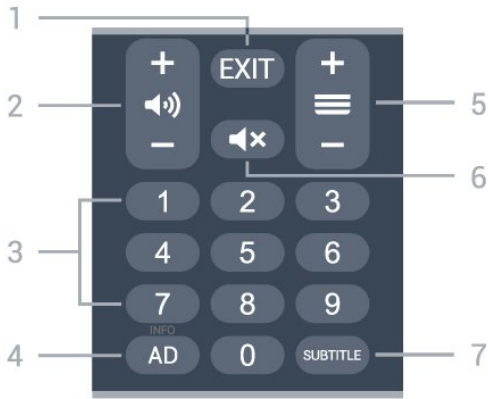 1
+ EXIT +
2 5
- -
6
1 2 3
3 4 5 6
7 8 9
INFO
4 AD 0 SUBTITLE 7